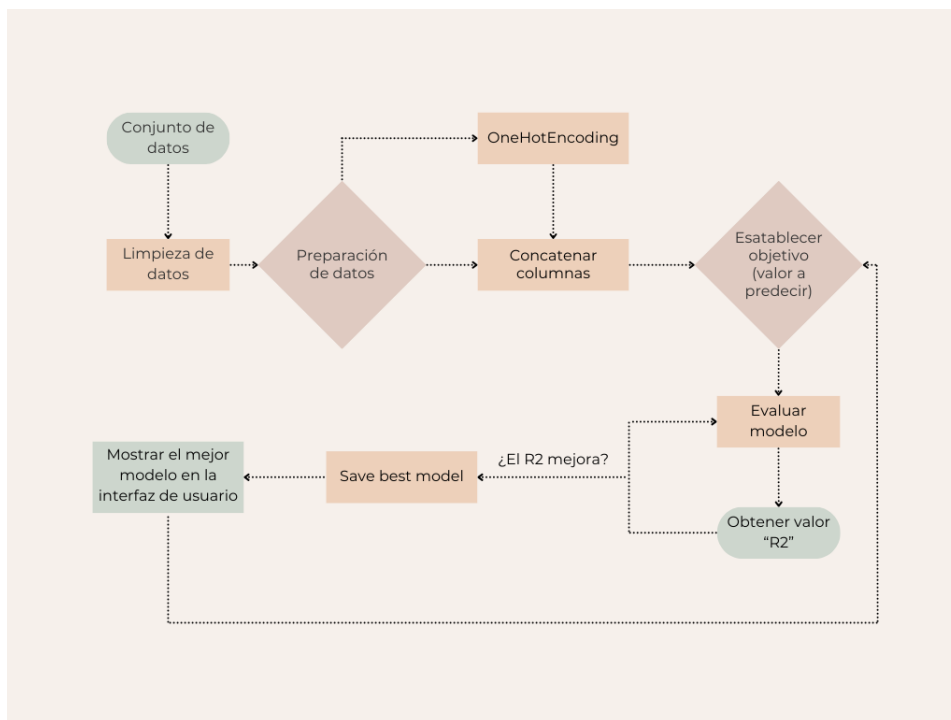 Conjunto de
datos
OneHotEncoding
Limpieza de
datos
Preparación
de datos
Concatenar
columnas
Esatablecer
objetivo
(valor a
predecir)
Evaluar
modelo
Mostrar el mejor
modelo en la
interfaz de usuario
Save best model
¿El R2 mejora?
Obtener valor
“R2”